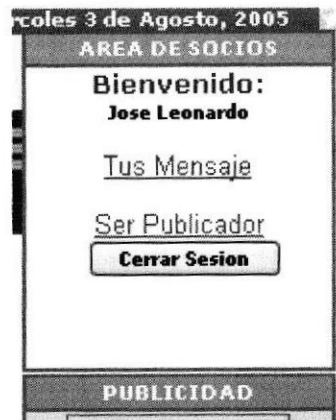 rcoles 3 de Agosto, 2005
AREA DE SOCIOS
Bienvenido:
Jose Leonardo
Tus Mensaje
Ser Publicador
Cerrar Sesion
PUBLICIDAD